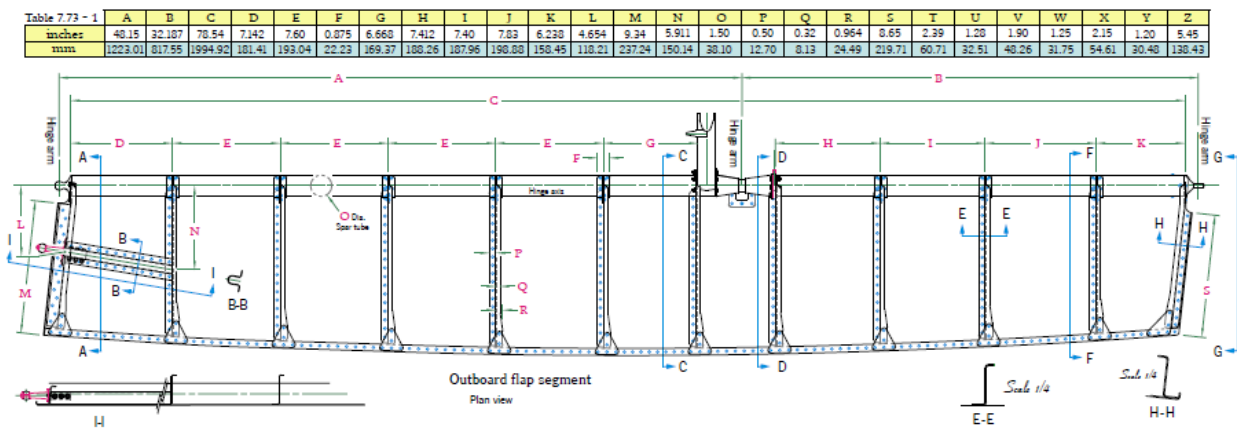 Table 7.73 - 1 A B C D E F G H I J K L M N O P Q R S T U V W X Y Z
inches 48.15 32.187 78.54 7.142 7.60 0.875 6.668 7.412 7.40 7.83 6.238 4.654 9.34 5.911 1.50 0.50 0.32 0.964 8.65 2.39 1.28 1.90 1.25 2.15 1.20 5.45
mm 1223.01 817.55 1994.92 181.41 193.04 22.23 169.37 188.26 187.96 198.88 158.45 118.21 237.24 150.14 38.10 12.70 8.13 24.49 219.71 60.71 32.51 48.26 31.75 54.61 30.48 138.43
A B
C
Hinge arm Hinge arm Hinge arm
D E E E E G H I J K
A F C D F G
Hinge axis
L N O Dia.
Spar tube
E E H H
I B P
M B I Q S
B-B R
A C D F G
Outboard flap segment
Plan view
Scale 1/4 Scale 1/4
I-I E-E H-H